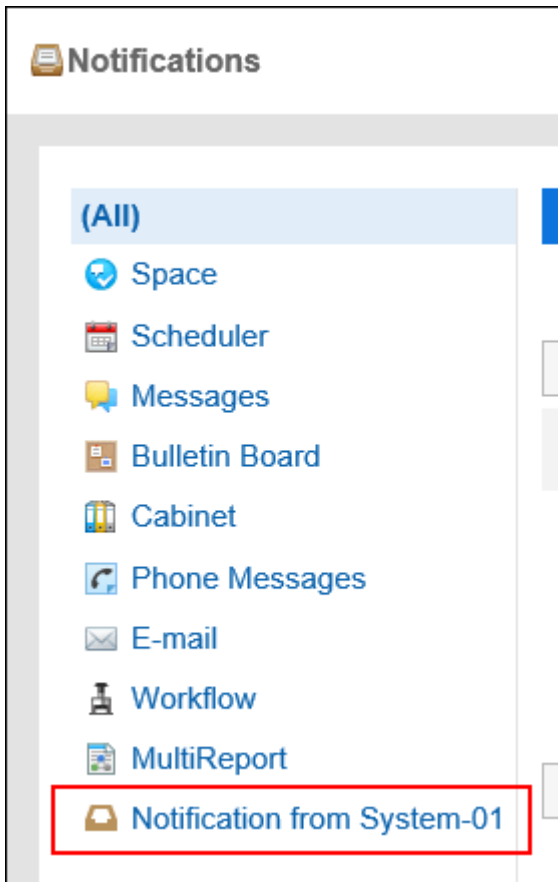 Notifications
(All)
Space
Scheduler
Messages
Bulletin Board
Cabinet
Phone Messages
E-mail
Workflow
MultiReport
Notification from System-01